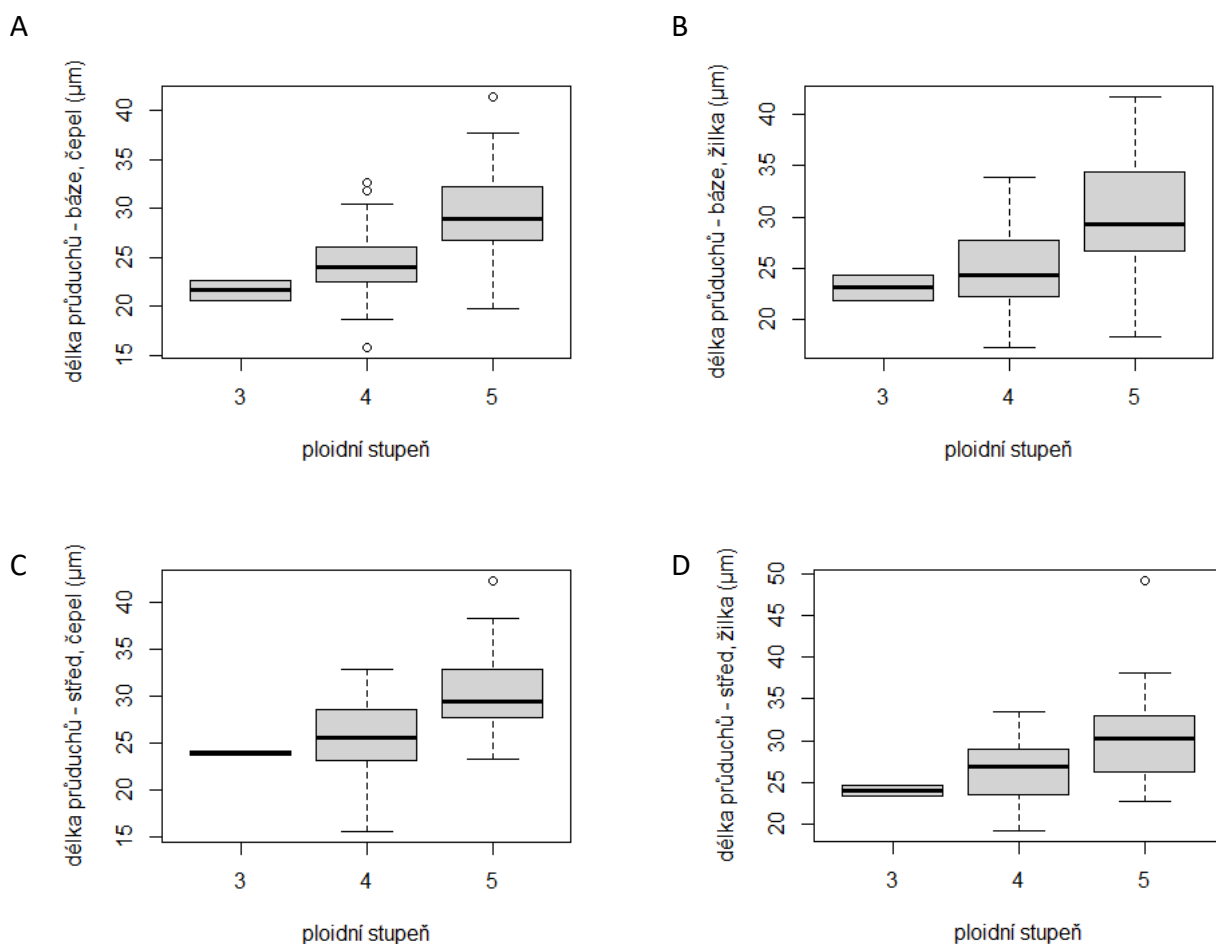 A
délka průduchů - báze, čepel (µm)
40
35
30
25
20
15
3 4 5
ploidní stupeň
B
délka průduchů - báze, žilka (µm)
40
35
30
25
20
3 4 5
ploidní stupeň
C
délka průduchů - střed, čepel (µm)
40
35
30
25
20
15
3 4 5
ploidní stupeň
D
délka průduchů - střed, žilka (µm)
50
45
40
35
30
25
20
3 4 5
ploidní stupeň